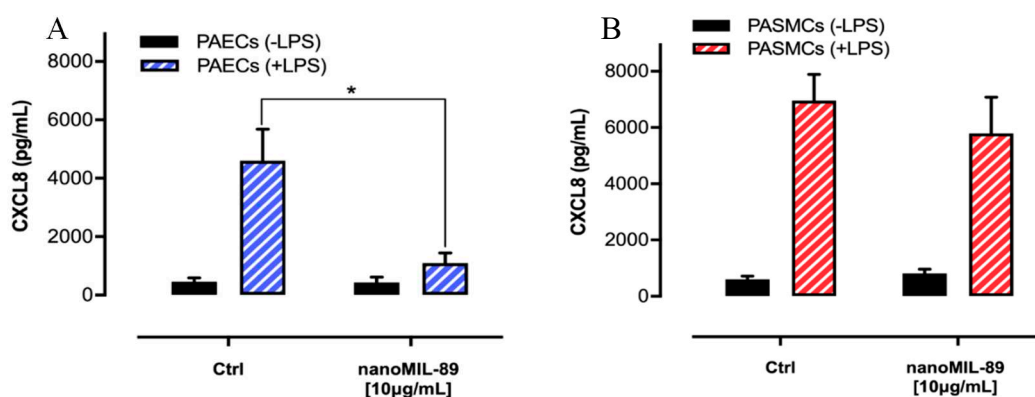 A
PAECs (-LPS)
PAECs (+LPS)
CXCL8 (pg/mL)
8000
6000
4000
2000
0
*
Ctrl
nanoMIL-89
[10µg/mL]
B
PASMCs (-LPS)
PASMCs (+LPS)
CXCL8 (pg/mL)
8000
6000
4000
2000
0
Ctrl
nanoMIL-89
[10µg/mL]